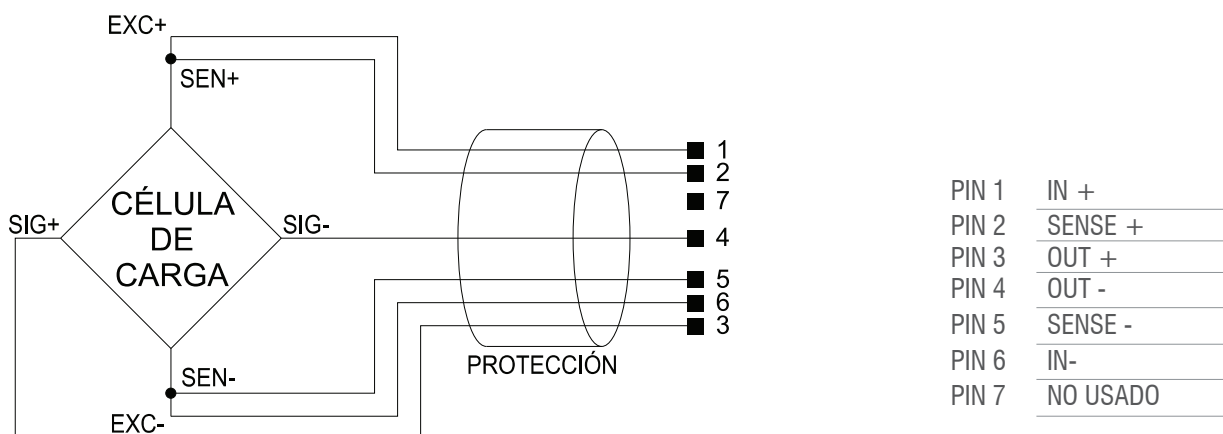 EXC+
SEN+
SIG+
CÉLULA
DE
CARGA
SIG-
SEN-
EXC-
PROTECCIÓN
1
2
7
4
5
6
3
PIN 1 IN +
PIN 2 SENSE +
PIN 3 OUT +
PIN 4 OUT -
PIN 5 SENSE -
PIN 6 IN-
PIN 7 NO USADO